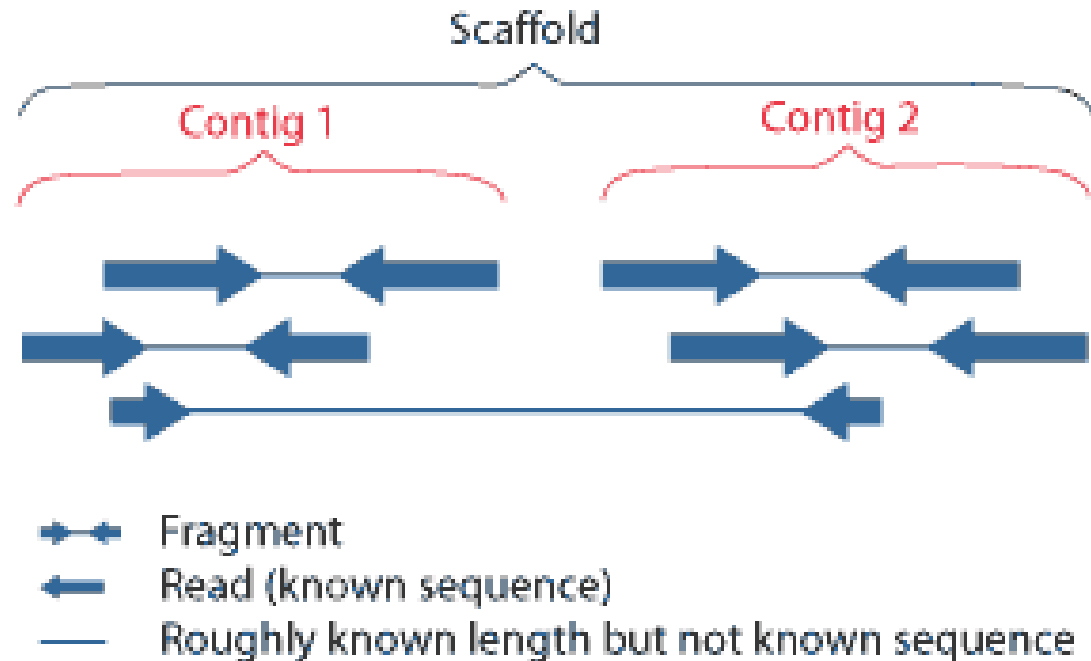 Scaffold
Contig 1 Contig 2
Fragment
Read (known sequence)
Roughly known length but not known sequence